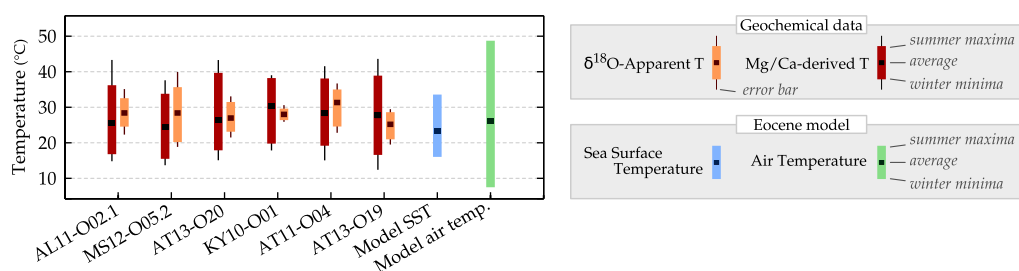 Temperature (°C)
50
40
30
20
10
AL11-O02.1
MS12-O05.2
AT13-O20
KY10-O01
AT11-O04
AT13-O19
Model SST
Model air temp.
Geochemical data
δ18O-Apparent T
Mg/Ca-derived T
summer maxima
average
winter minima
error bar
Eocene model
Sea Surface
Temperature
Air Temperature
summer maxima
average
winter minima